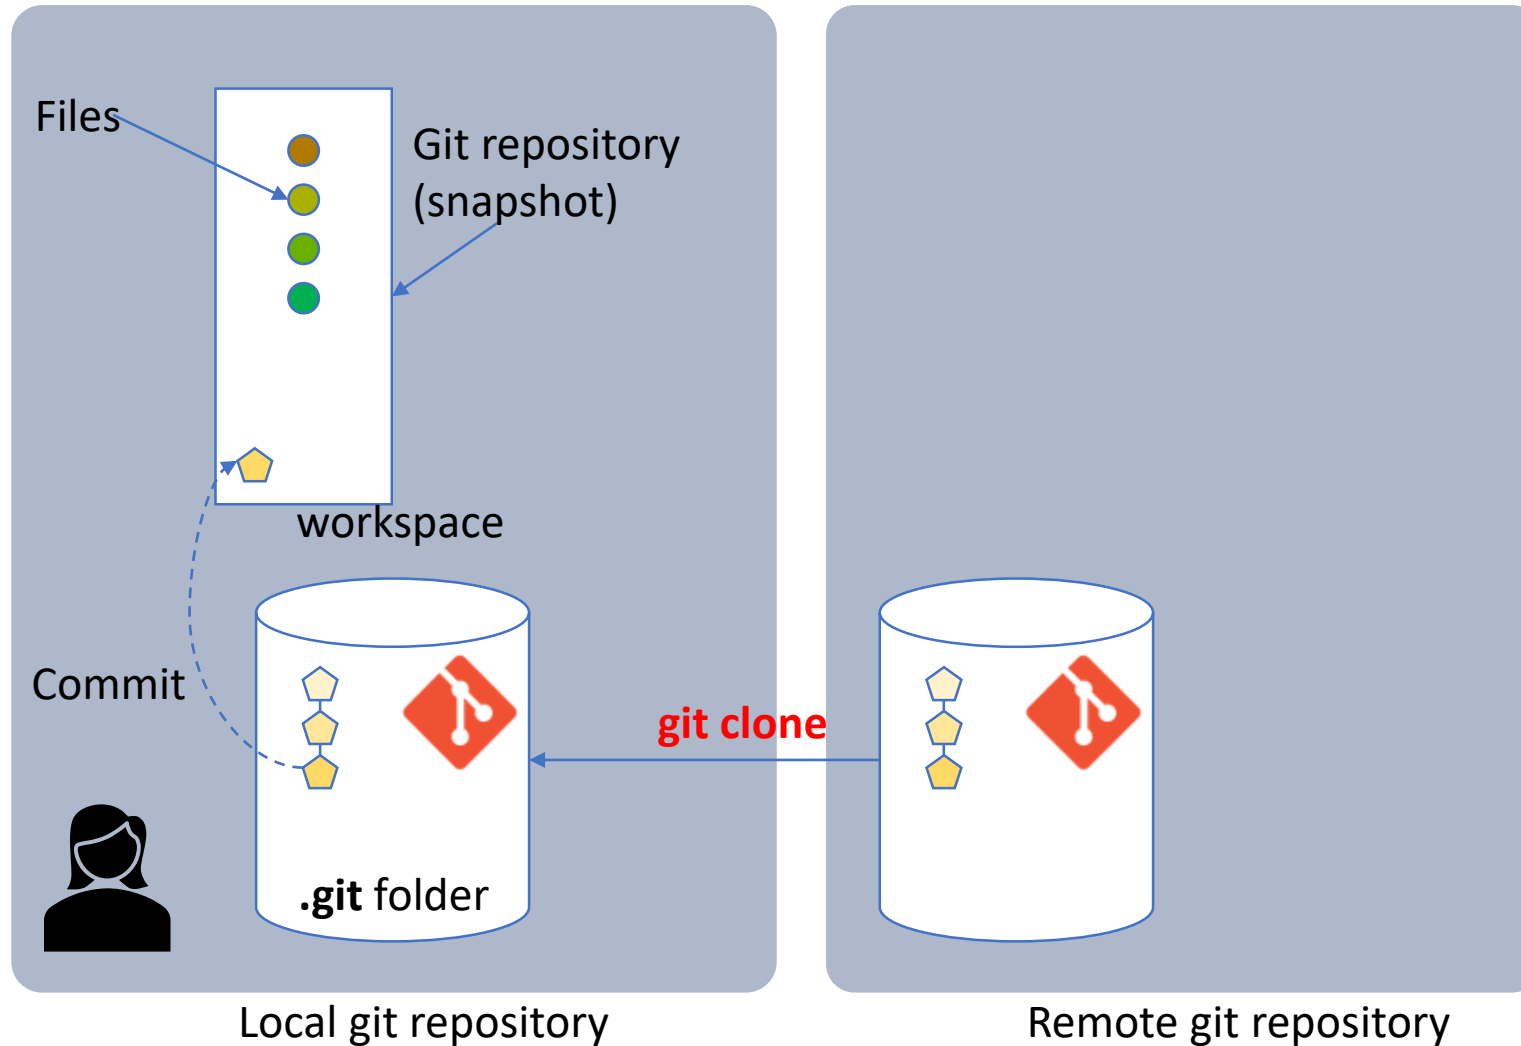 Files
Git repository
(snapshot)
workspace
Commit
git clone
.git folder
Local git repository
Remote git repository